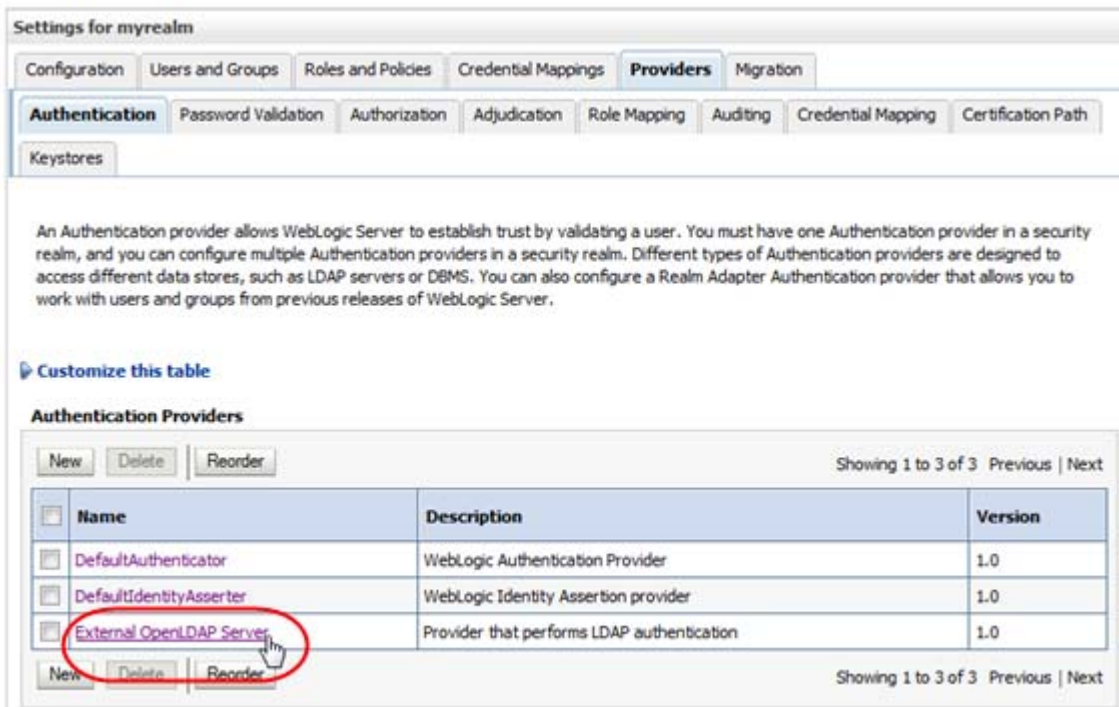 Settings for myrealm
Configuration Users and Groups Roles and Policies Credential Mappings Providers Migration
Authentication Password Validation Authorization Adjudication Role Mapping Auditing Credential Mapping Certification Path
Keystores
An Authentication provider allows WebLogic Server to establish trust by validating a user. You must have one Authentication provider in a security
realm, and you can configure multiple Authentication providers in a security realm. Different types of Authentication providers are designed to
access different data stores, such as LDAP servers or DBMS. You can also configure a Realm Adapter Authentication provider that allows you to
work with users and groups from previous releases of WebLogic Server.
Customize this table
Authentication Providers
New Delete Reorder Showing 1 to 3 of 3 Previous | Next
Name Description Version
DefaultAuthenticator WebLogic Authentication Provider 1.0
DefaultIdentityAsserter WebLogic Identity Assertion provider 1.0
External OpenLDAP Server Provider that performs LDAP authentication 1.0
New Delete Reorder Showing 1 to 3 of 3 Previous | Next